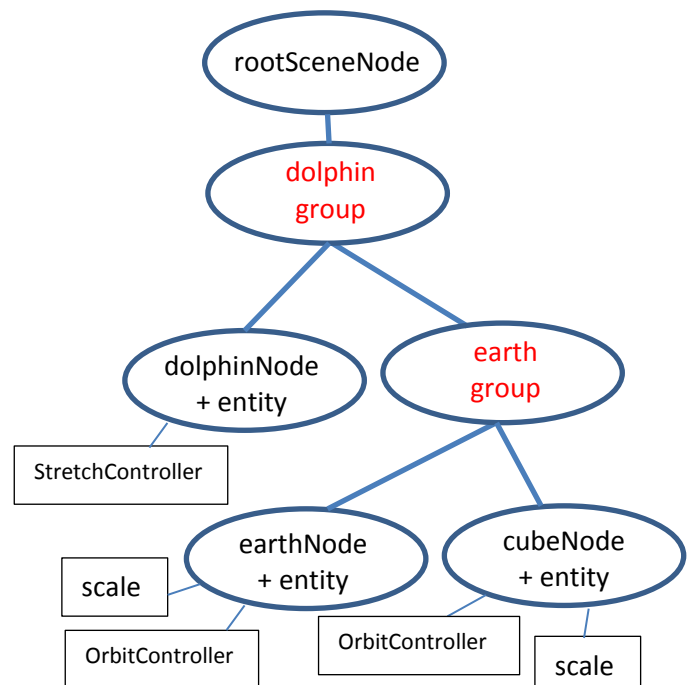 rootSceneNode
dolphin
group
dolphinNode
+ entity
earth
group
StretchController
earthNode
+ entity
cubeNode
+ entity
scale
OrbitController
OrbitController
scale